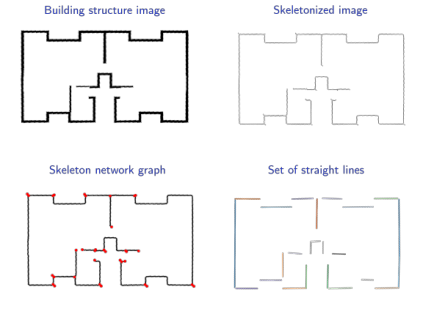 Building structure image
Skeletonized image
Skeleton network graph
Set of straight lines